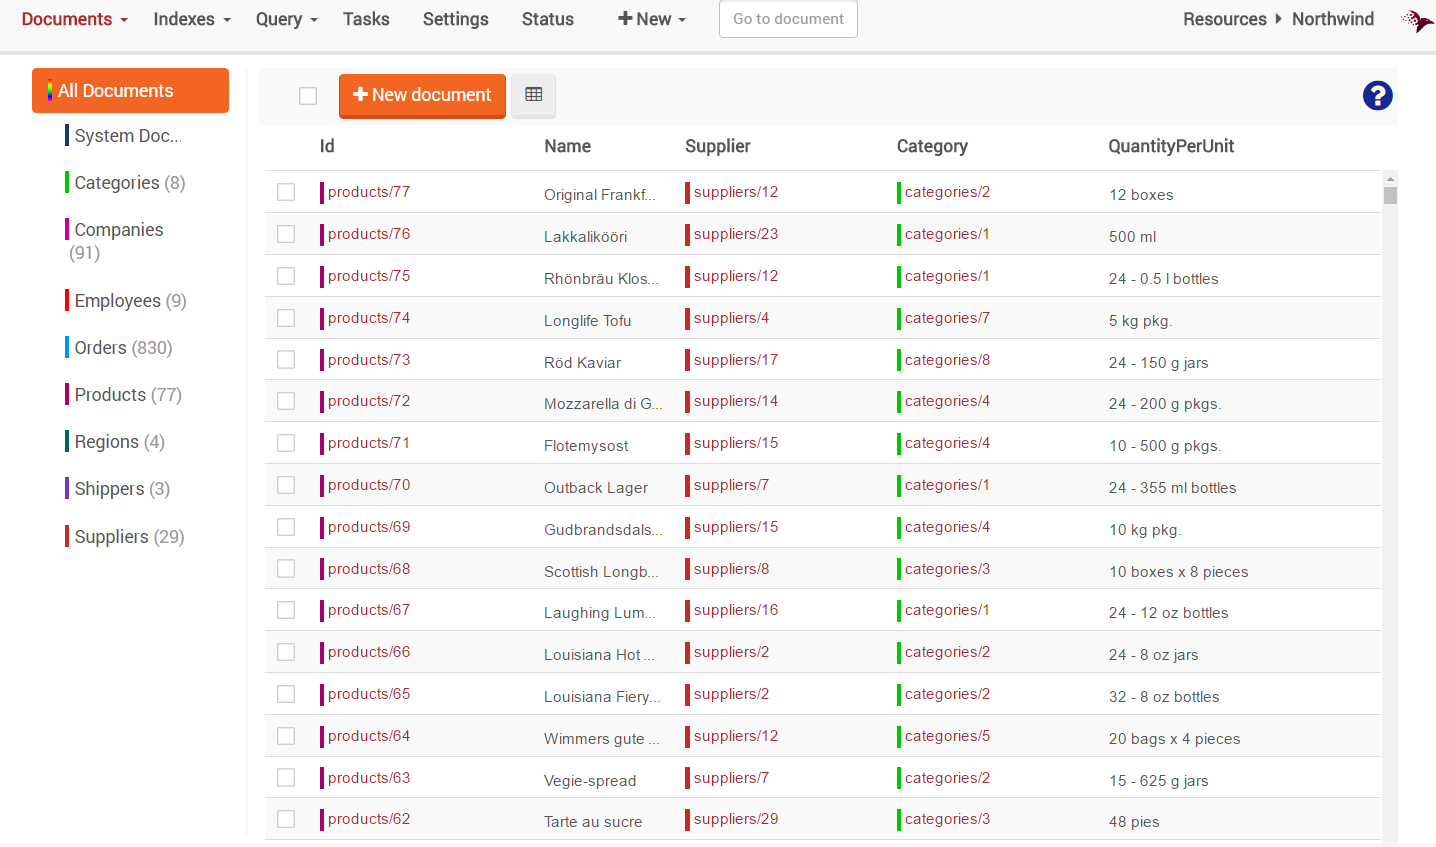 Documents Indexes Query Tasks Settings Status New Go to document Resources Northwind
All Documents
System Doc...
Categories (8)
Companies
(91)
Employees (9)
Orders (830)
Products (77)
Regions (4)
Shippers (3)
Suppliers (29)
New document ?
Id Name Supplier Category QuantityPerUnit
products/77 Original Frankf... suppliers/12 categories/2 12 boxes
products/76 Lakkalikööri suppliers/23 categories/1 500 ml
products/75 Rhönbräu Klos... suppliers/12 categories/1 24 - 0.5 l bottles
products/74 Longlife Tofu suppliers/4 categories/7 5 kg pkg.
products/73 Röd Kaviar suppliers/17 categories/8 24 - 150 g jars
products/72 Mozzarella di G... suppliers/14 categories/4 24 - 200 g pkgs.
products/71 Flotemysost suppliers/15 categories/4 10 - 500 g pkgs.
products/70 Outback Lager suppliers/7 categories/1 24 - 355 ml bottles
products/69 Gudbrandsdals... suppliers/15 categories/4 10 kg pkg.
products/68 Scottish Longb... suppliers/8 categories/3 10 boxes x 8 pieces
products/67 Laughing Lum... suppliers/16 categories/1 24 - 12 oz bottles
products/66 Louisiana Hot ... suppliers/2 categories/2 24 - 8 oz jars
products/65 Louisiana Fiery... suppliers/2 categories/2 32 - 8 oz bottles
products/64 Wimmers gute ... suppliers/12 categories/5 20 bags x 4 pieces
products/63 Vegie-spread suppliers/7 categories/2 15 - 625 g jars
products/62 Tarte au sucre suppliers/29 categories/3 48 pies